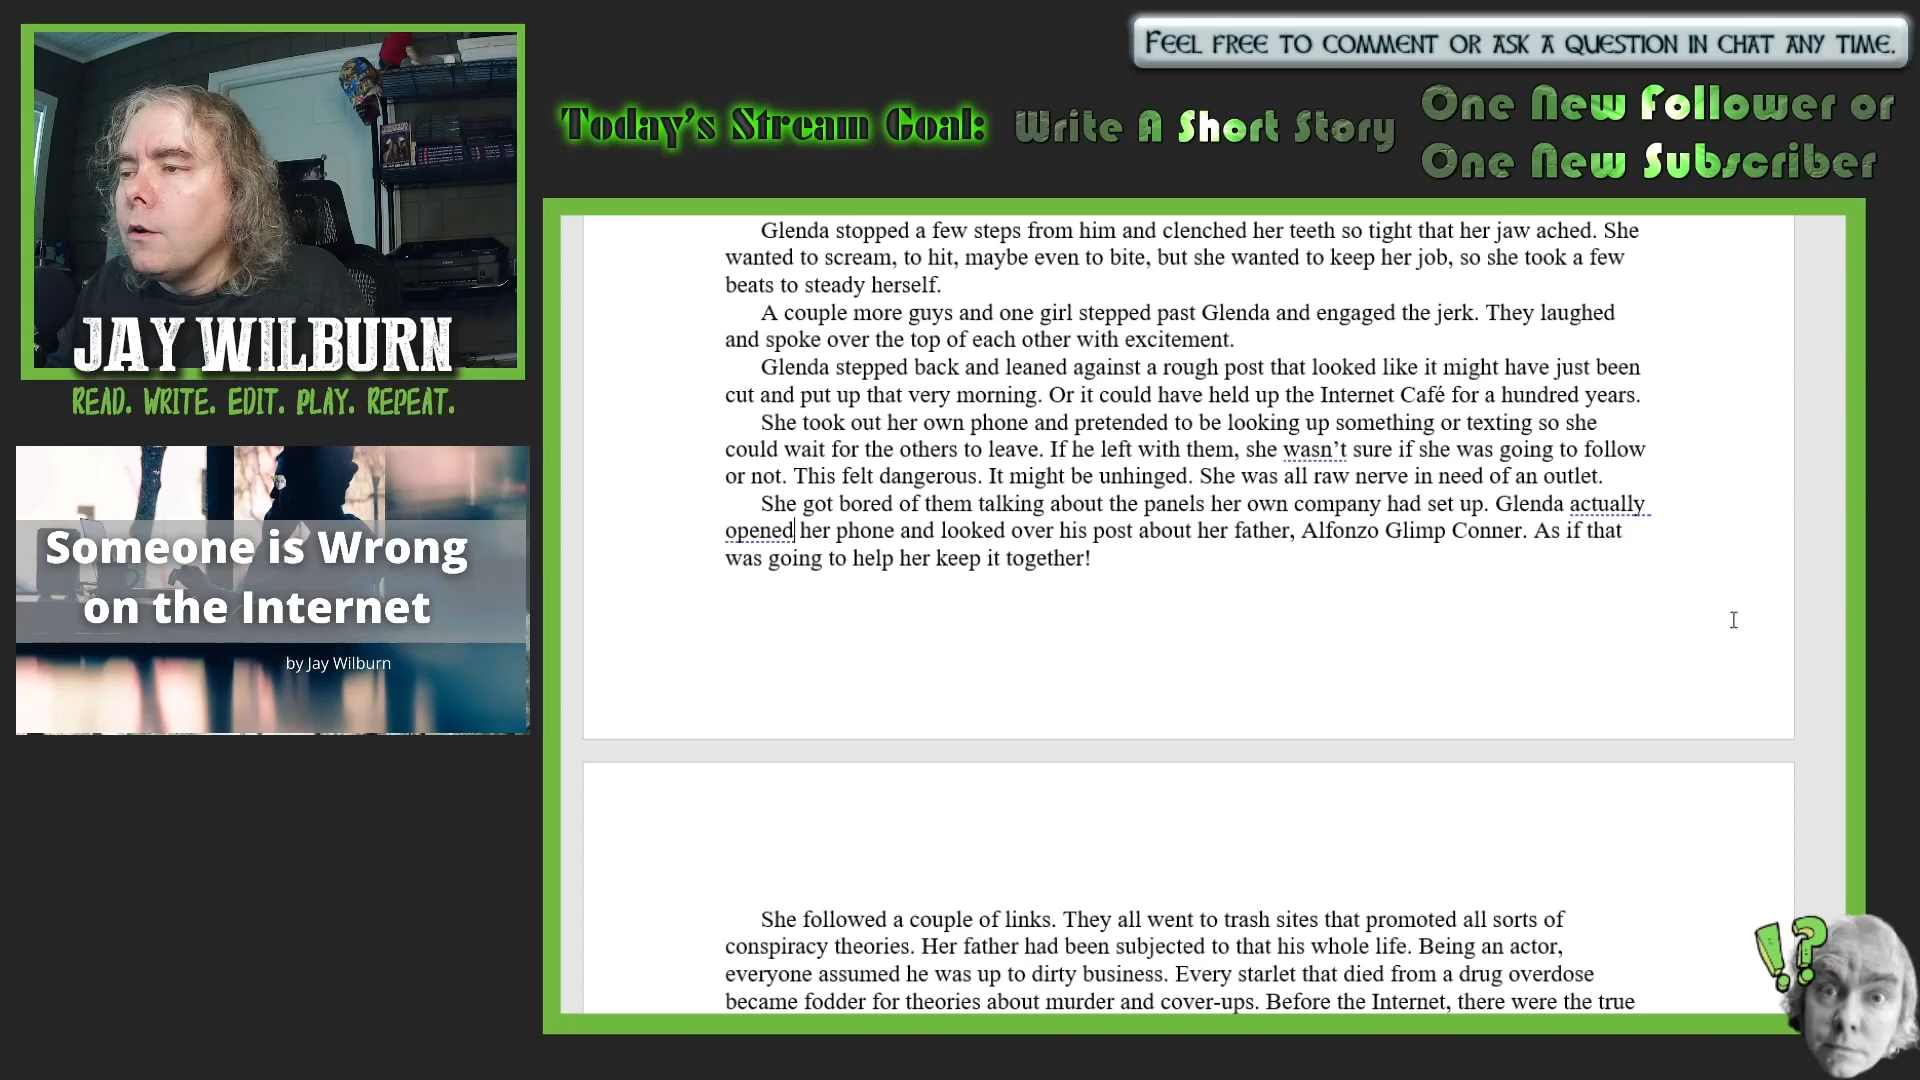 FEEL FREE TO COMMENT OR ASK A QUESTION IN CHAT ANY TIME.
Today's Stream Goal:
Write A Short Story
One New Follower or
One New Subscriber
JAY WILBURN
READ. WRITE. EDIT. PLAY. REPEAT.
Someone is Wrong
on the Internet
by Jay Wilburn
Glenda stopped a few steps from him and clenched her teeth so tight that her jaw ached. She
wanted to scream, to hit, maybe even to bite, but she wanted to keep her job, so she took a few
beats to steady herself.
A couple more guys and one girl stepped past Glenda and engaged the jerk. They laughed
and spoke over the top of each other with excitement.
Glenda stepped back and leaned against a rough post that looked like it might have just been
cut and put up that very morning. Or it could have held up the Internet Café for a hundred years.
She took out her own phone and pretended to be looking up something or texting so she
could wait for the others to leave. If he left with them, she wasn’t sure if she was going to follow
or not. This felt dangerous. It might be unhinged. She was all raw nerve in need of an outlet.
She got bored of them talking about the panels her own company had set up. Glenda actually
opened her phone and looked over his post about her father, Alfonzo Glimp Conner. As if that
was going to help her keep it together!
She followed a couple of links. They all went to trash sites that promoted all sorts of
conspiracy theories. Her father had been subjected to that his whole life. Being an actor,
everyone assumed he was up to dirty business. Every starlet that died from a drug overdose
became fodder for theories about murder and cover-ups. Before the Internet, there were the true
!?